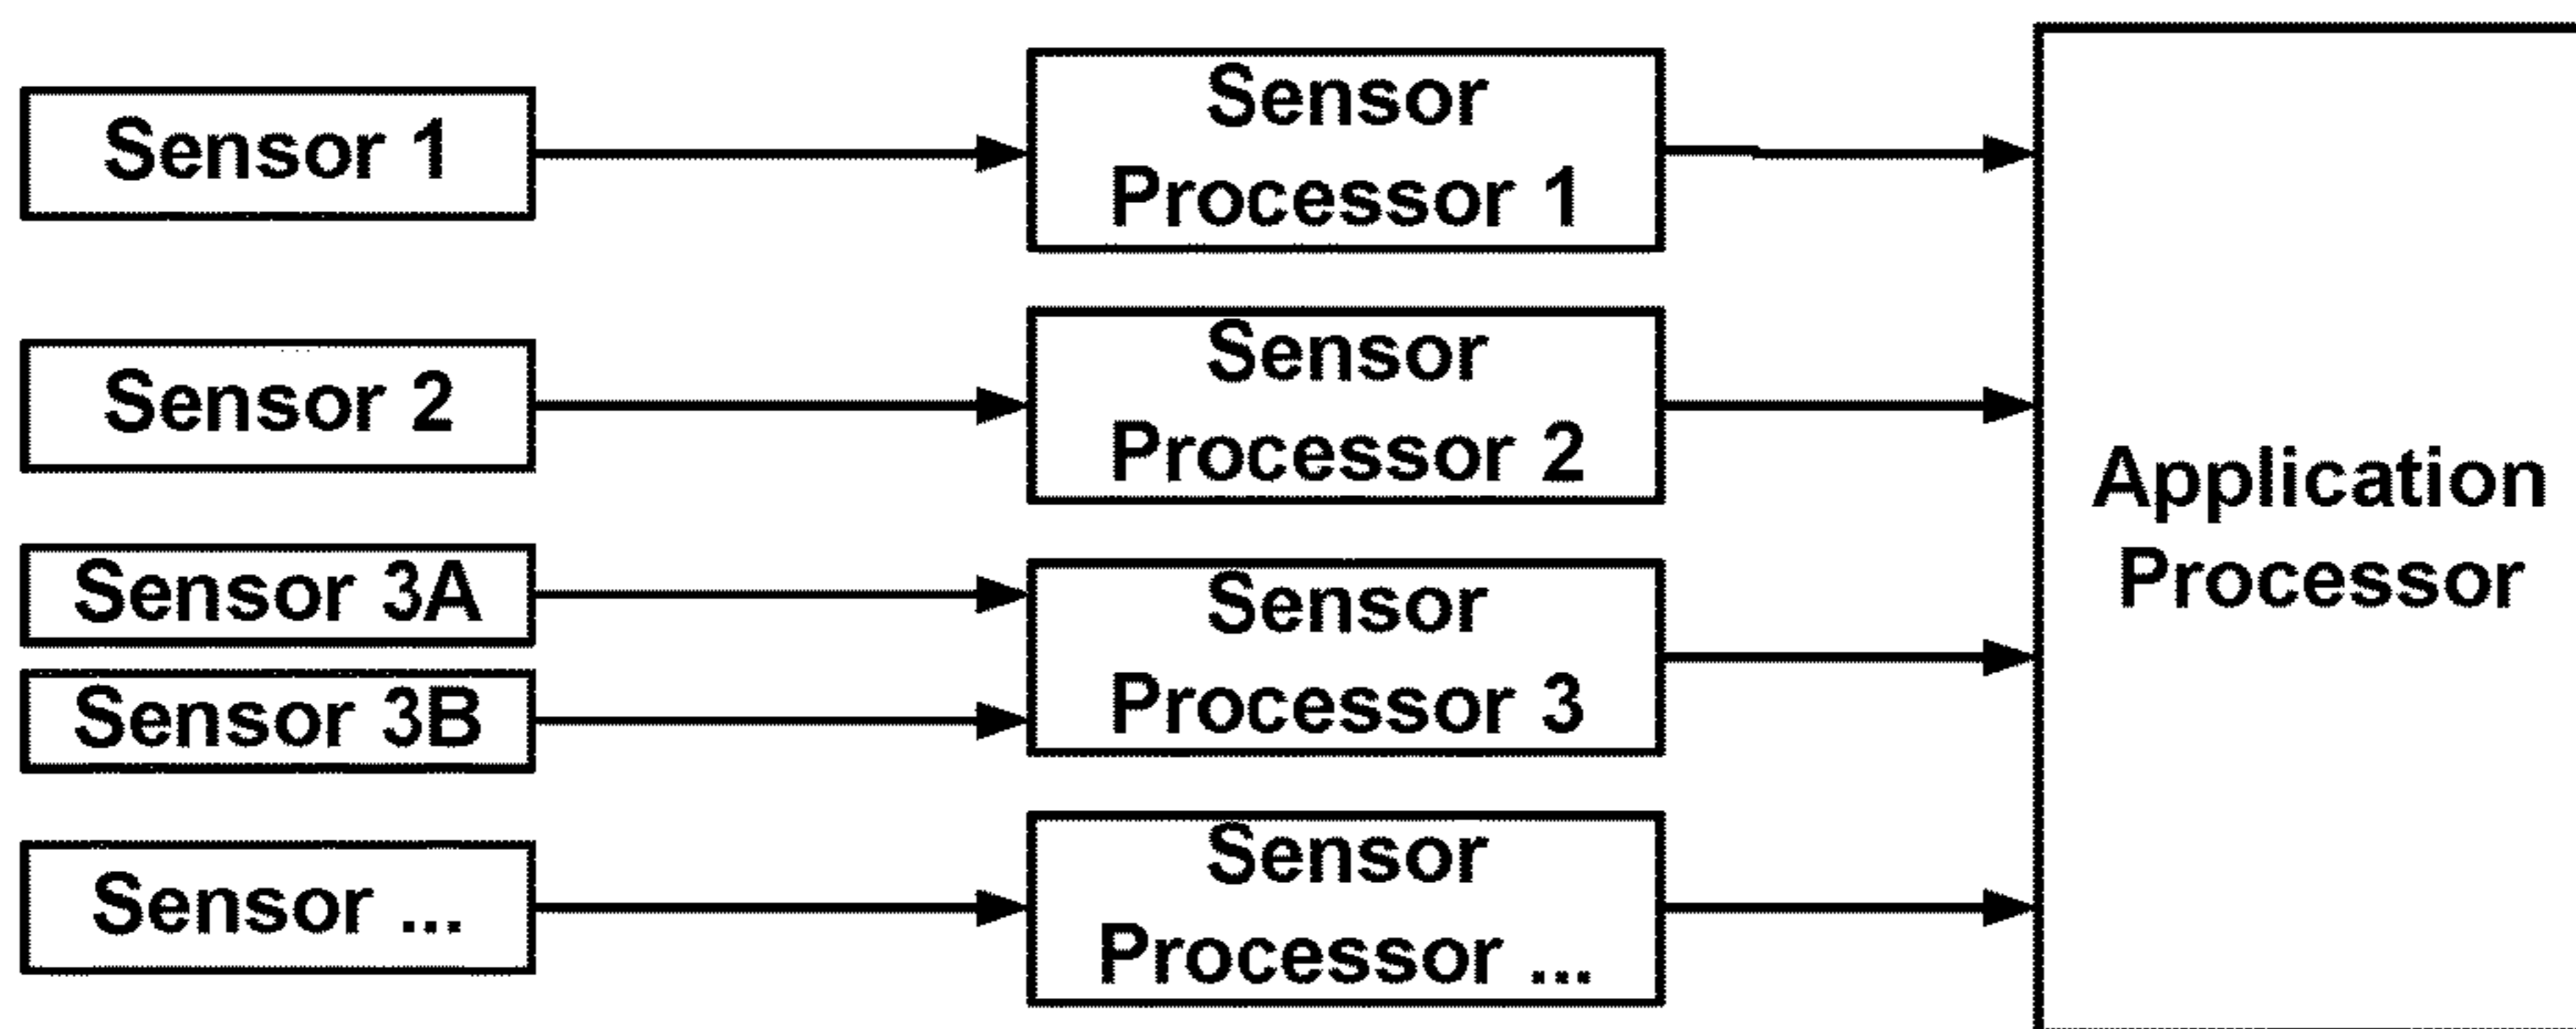 Sensor 1
Sensor
Processor 1
Sensor 2
Sensor
Processor 2
Sensor 3A
Sensor 3B
Sensor
Processor 3
Sensor ...
Sensor
Processor ...
Application
Processor